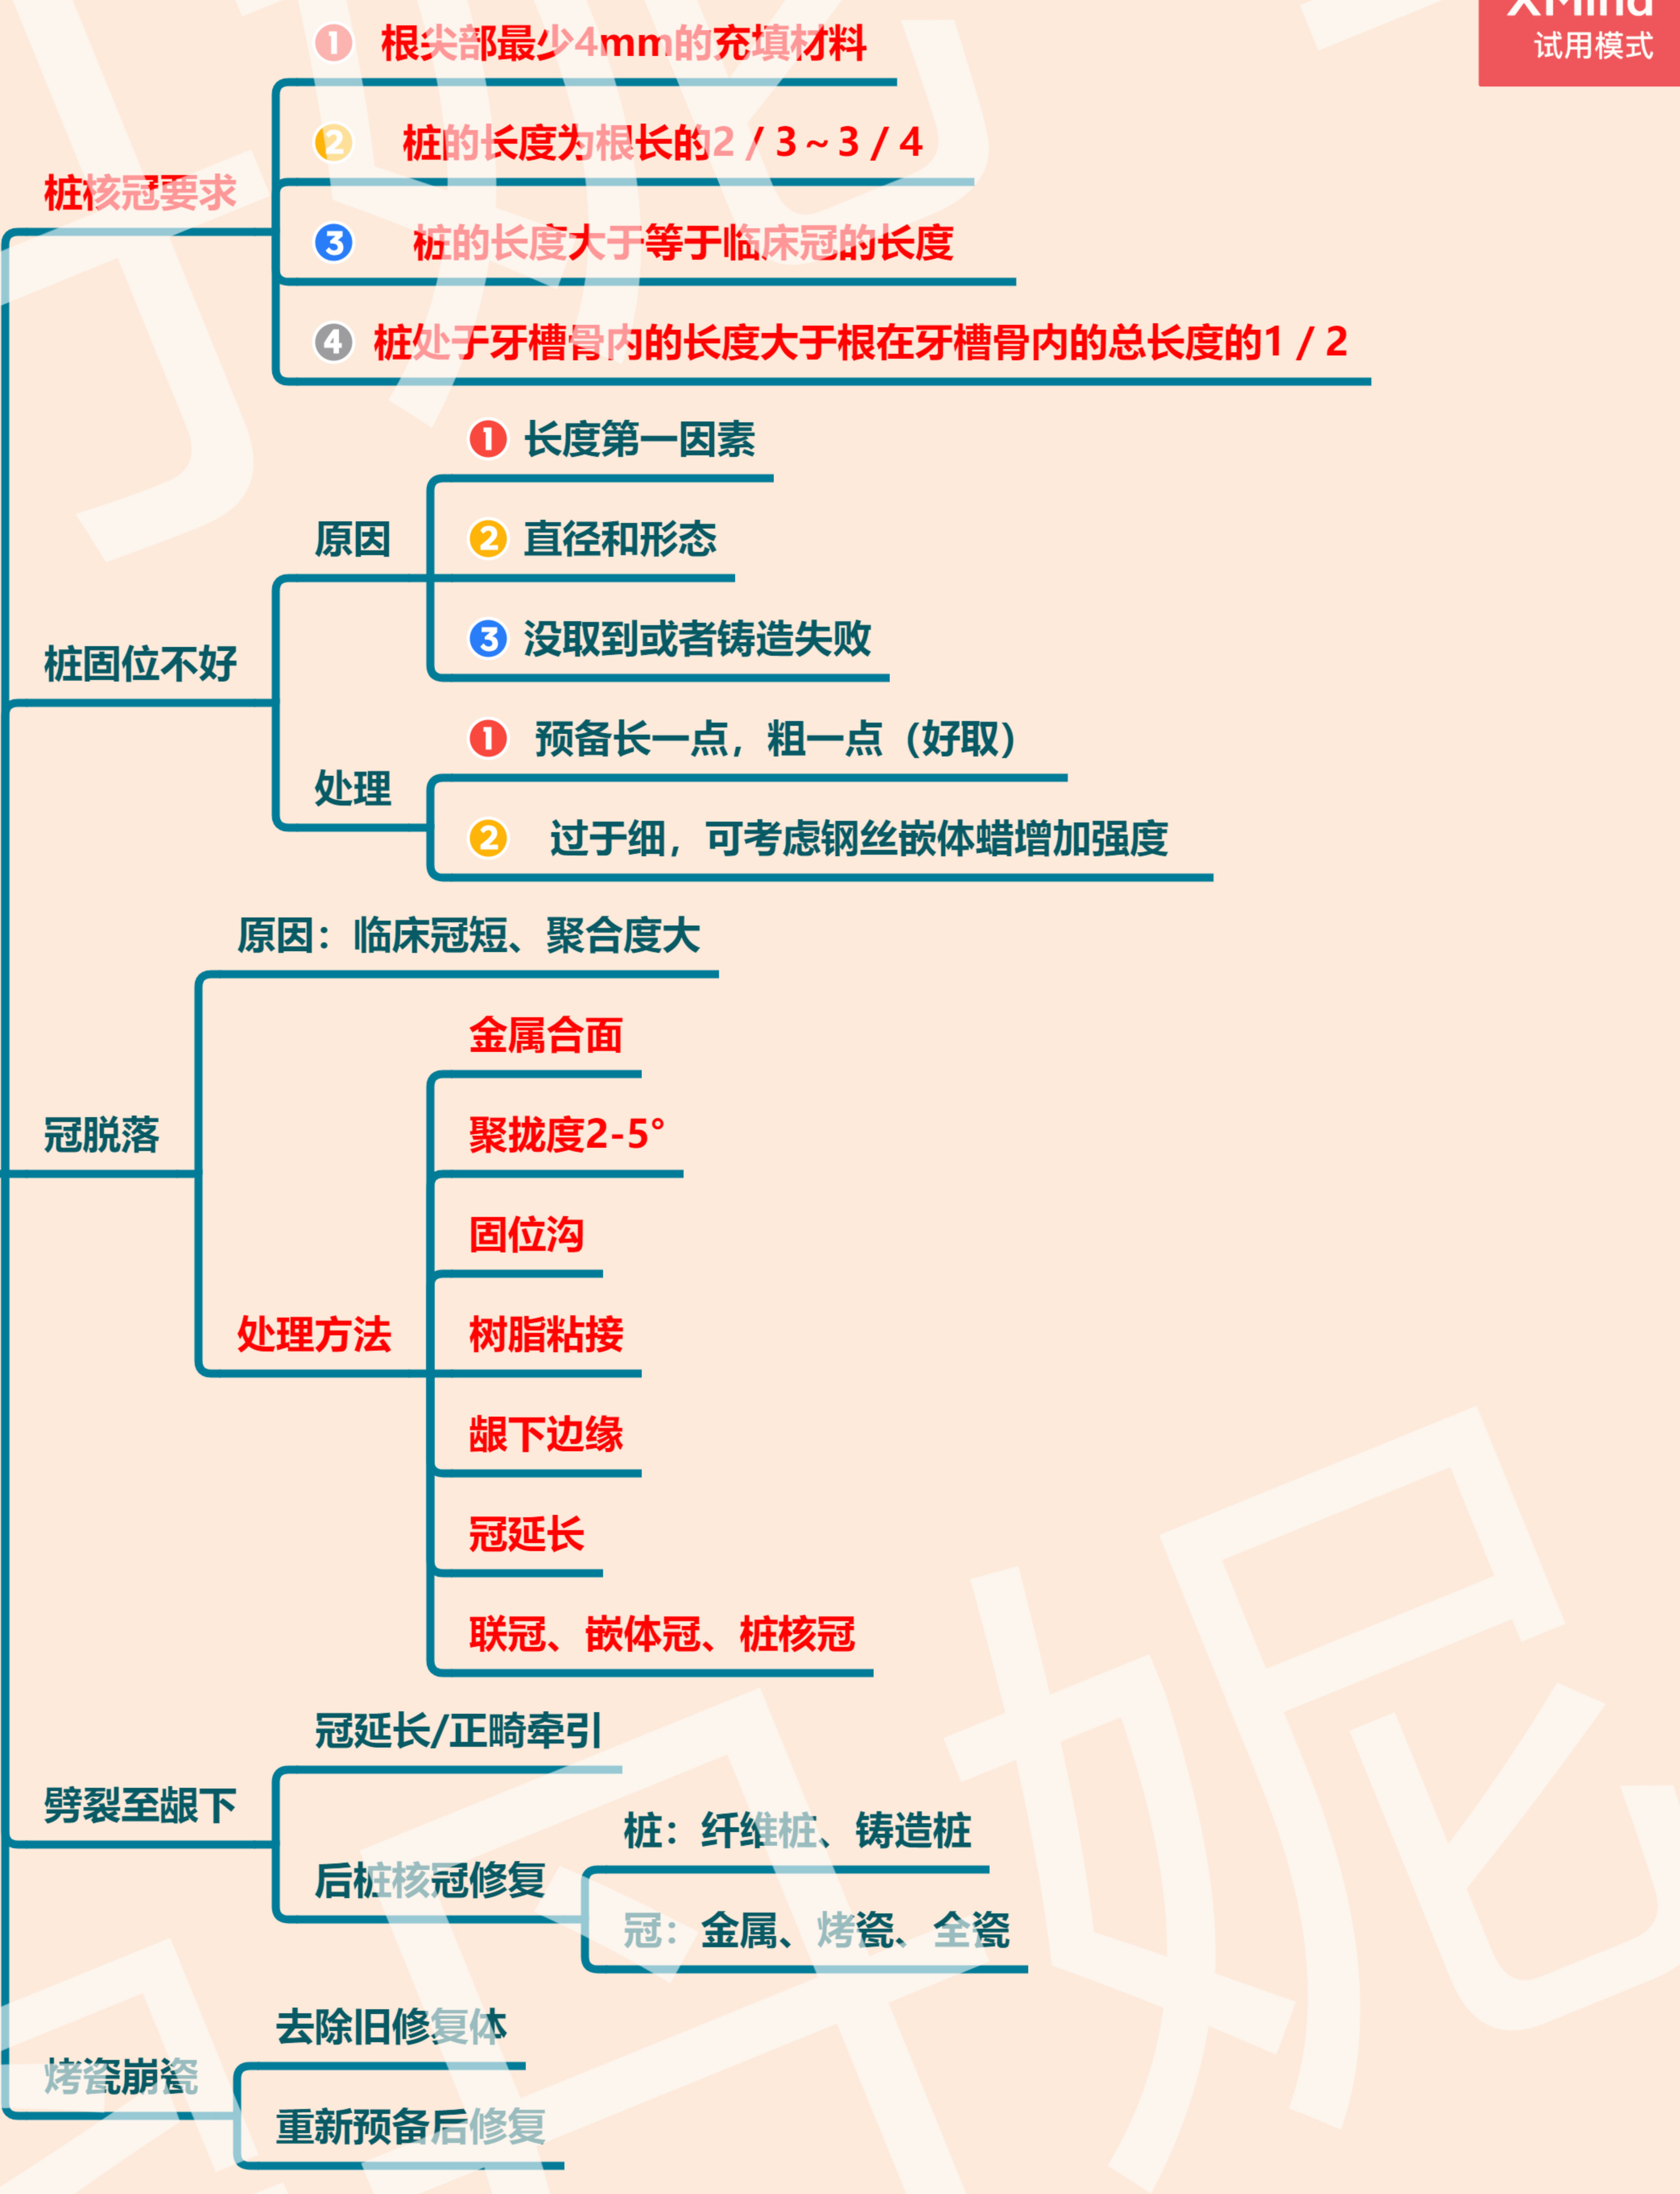 XMind
试用模式
① 根尖部最少4mm的充填材料
② 桩的长度为根长的2 / 3 ~ 3 / 4
桩核冠要求
③ 桩的长度大于等于临床冠的长度
④ 桩处于牙槽骨内的长度大于根在牙槽骨内的总长度的1 / 2
① 长度第一因素
原因
② 直径和形态
③ 没取到或者铸造失败
桩固位不好
① 预备长一点，粗一点（好取）
处理
② 过于细，可考虑钢丝嵌体蜡增加强度
原因：临床冠短、聚合度大
金属合面
冠脱落
聚拢度2-5°
固位沟
处理方法
树脂粘接
龈下边缘
冠延长
联冠、嵌体冠、桩核冠
冠延长/正畸牵引
劈裂至龈下
桩：纤维桩、铸造桩
后桩核冠修复
冠：金属、烤瓷、全瓷
去除旧修复体
烤瓷崩瓷
重新预备后修复